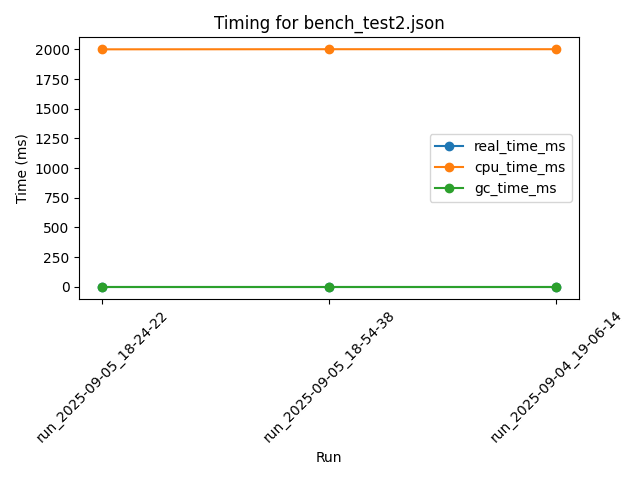 Timing for bench_test2.json
Time (ms)
2000
1750
1500
1250
1000
750
500
250
0
real_time_ms
cpu_time_ms
gc_time_ms
run_2025-09-05_18-24-22
run_2025-09-05_18-54-38
run_2025-09-04_19-06-14
Run